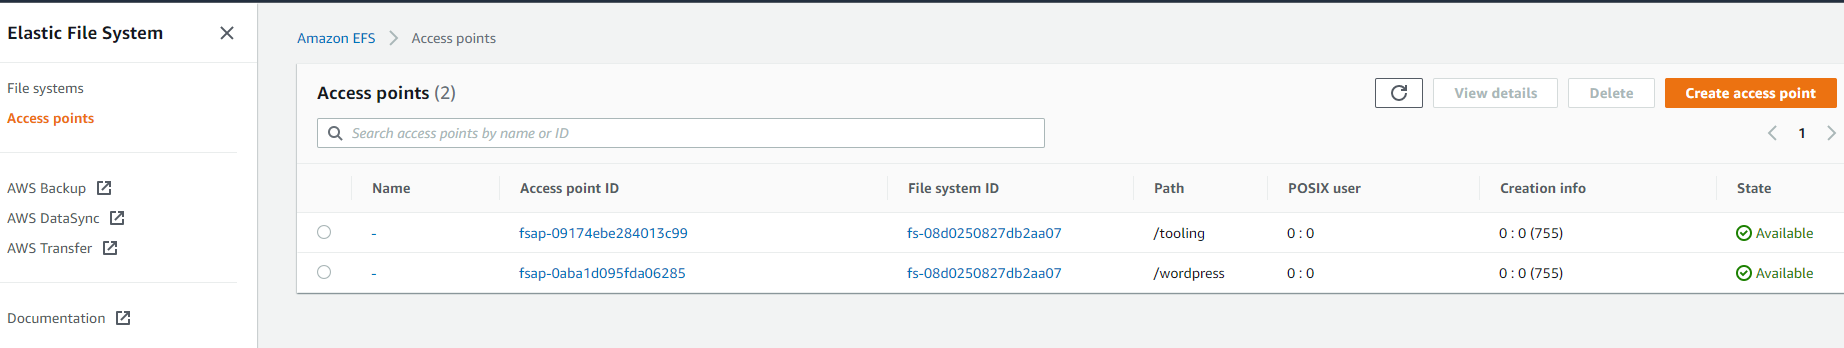 Elastic File System
File systems
Access points
AWS Backup
AWS DataSync
AWS Transfer
Documentation
Amazon EFS > Access points
Access points (2)
View details
Delete
Create access point
Search access points by name or ID
1
Name Access point ID File system ID Path POSIX user Creation info State
- fsap-09174ebe284013c99 fs-08d0250827db2aa07 /tooling 0 : 0 0 : 0 (755) Available
- fsap-0aba1d095fda06285 fs-08d0250827db2aa07 /wordpress 0 : 0 0 : 0 (755) Available